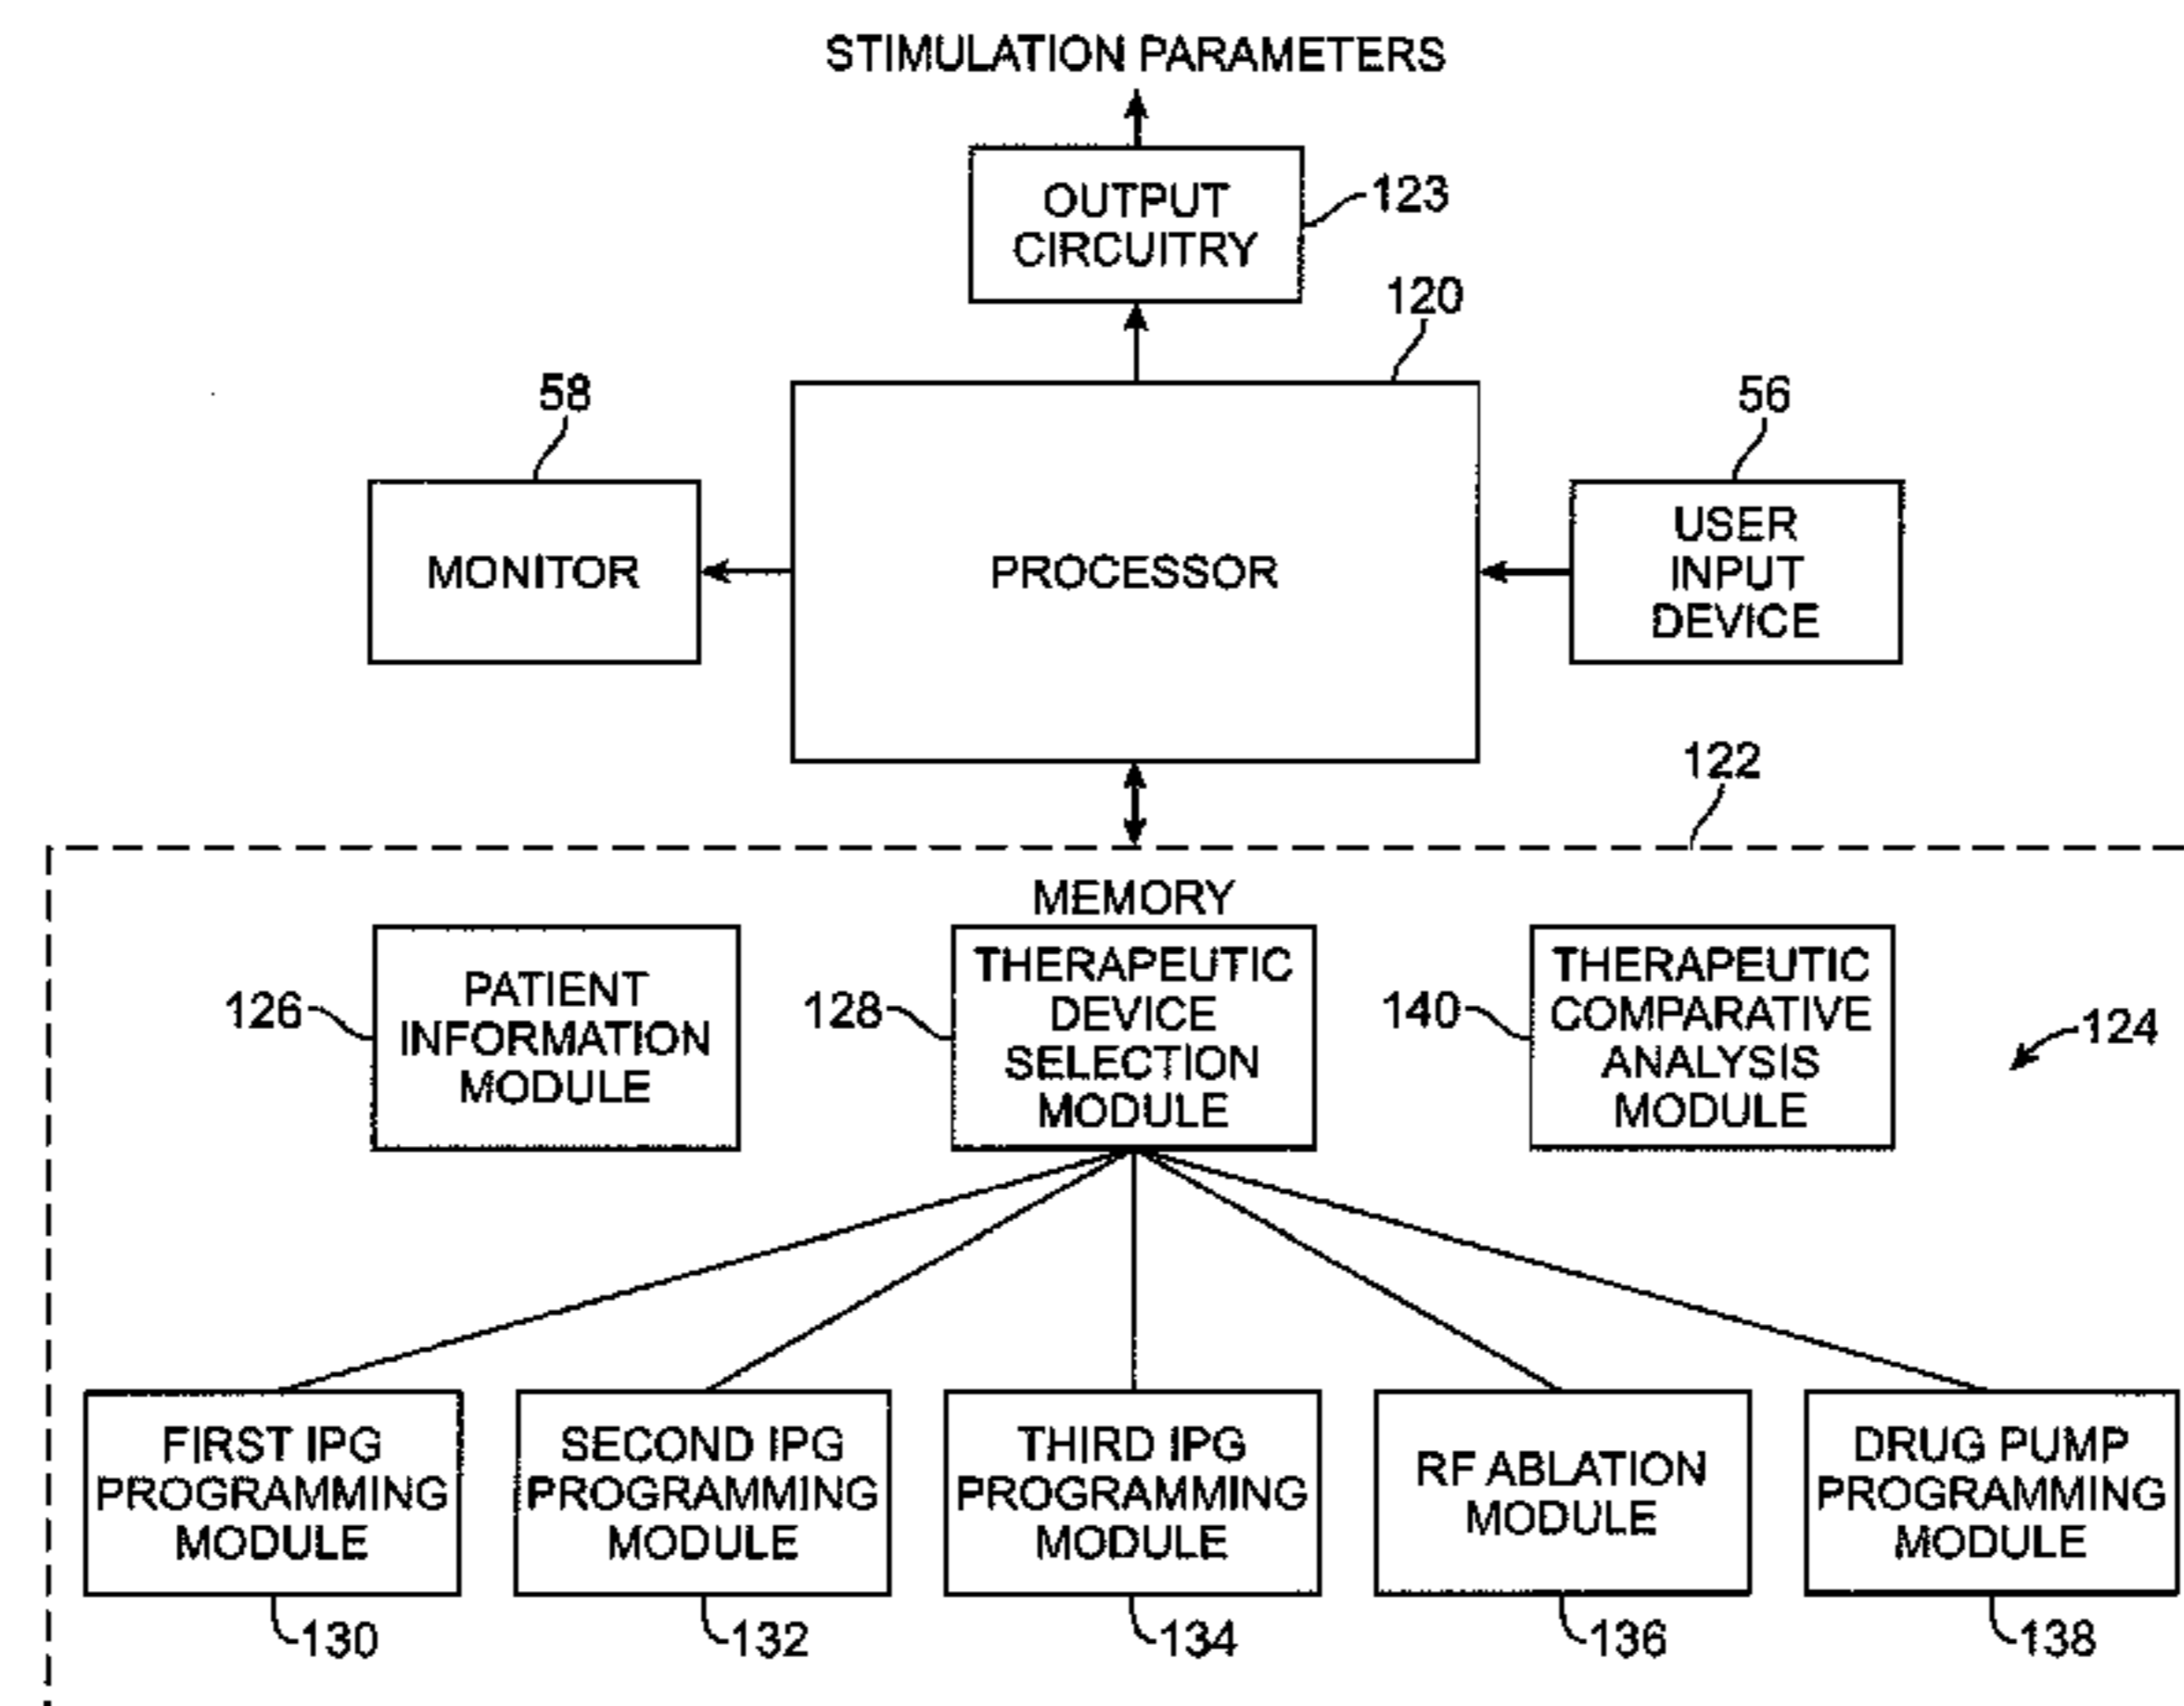 STIMULATION PARAMETERS
OUTPUT
CIRCUITRY
123
120
58
56
MONITOR
PROCESSOR
USER
INPUT
DEVICE
122
MEMORY
126
PATIENT
INFORMATION
MODULE
128
THERAPEUTIC
DEVICE
SELECTION
MODULE
140
THERAPEUTIC
COMPARATIVE
ANALYSIS
MODULE
124
FIRST IPG
PROGRAMMING
MODULE
SECOND IPG
PROGRAMMING
MODULE
THIRD IPG
PROGRAMMING
MODULE
RF ABLATION
MODULE
DRUG PUMP
PROGRAMMING
MODULE
130
132
134
136
138